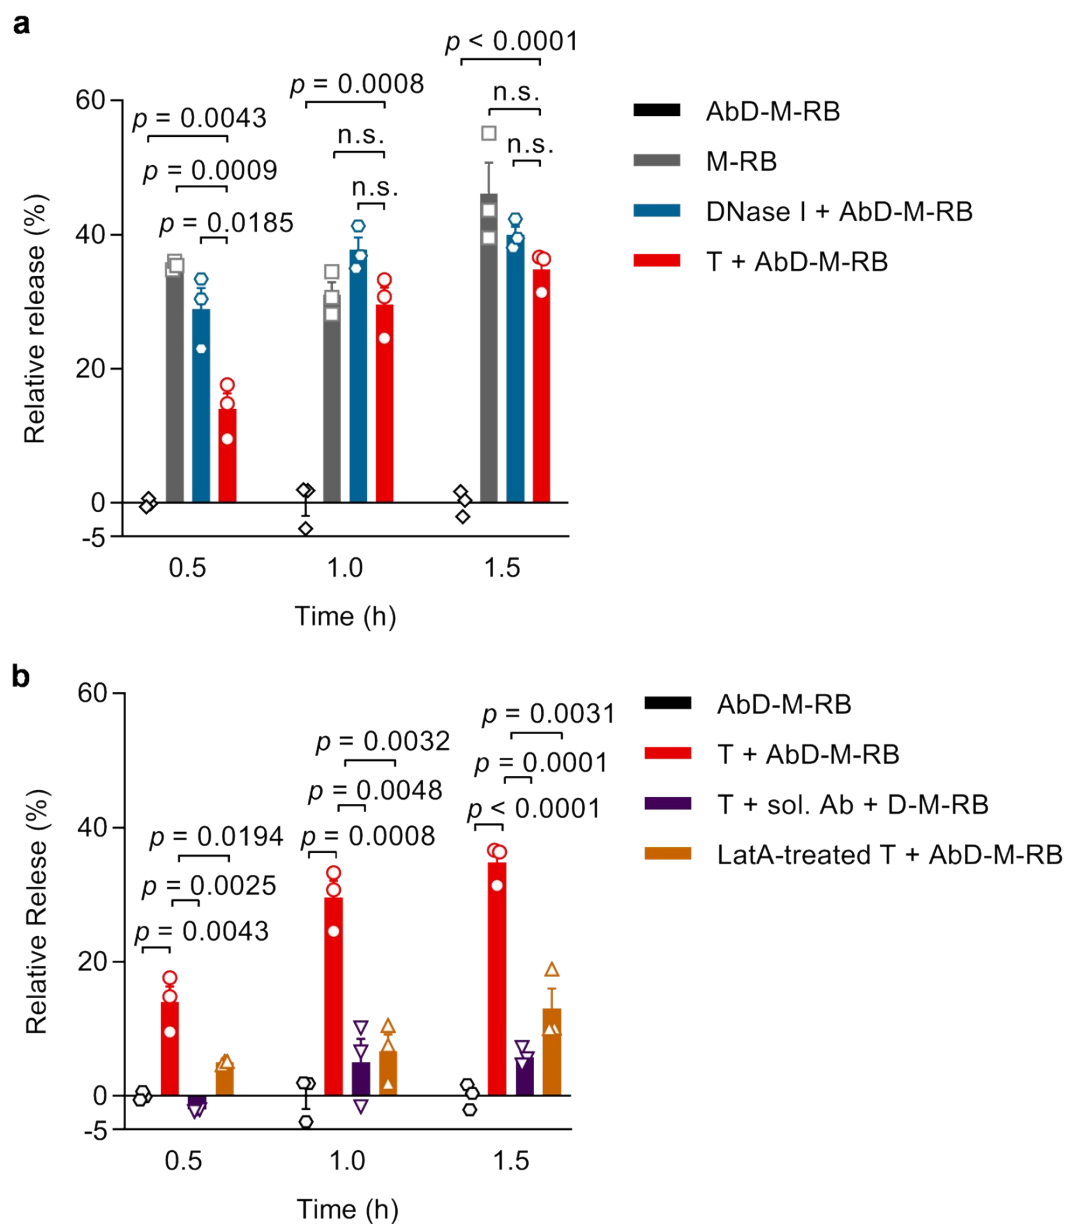 a
p < 0.0001
p = 0.0008
n.s.
60
p = 0.0043
n.s.
n.s.
p = 0.0009
n.s.
p = 0.0185
40
20
0
-5
Relative release (%)
0.5
1.0
1.5
Time (h)
AbD-M-RB
M-RB
DNase I + AbD-M-RB
T + AbD-M-RB
b
60
p = 0.0031
p = 0.0032
p = 0.0001
p = 0.0048
p < 0.0001
40
p = 0.0194
p = 0.0008
p = 0.0025
p = 0.0043
20
0
-5
Relative Relese (%)
0.5
1.0
1.5
Time (h)
AbD-M-RB
T + AbD-M-RB
T + sol. Ab + D-M-RB
LatA-treated T + AbD-M-RB